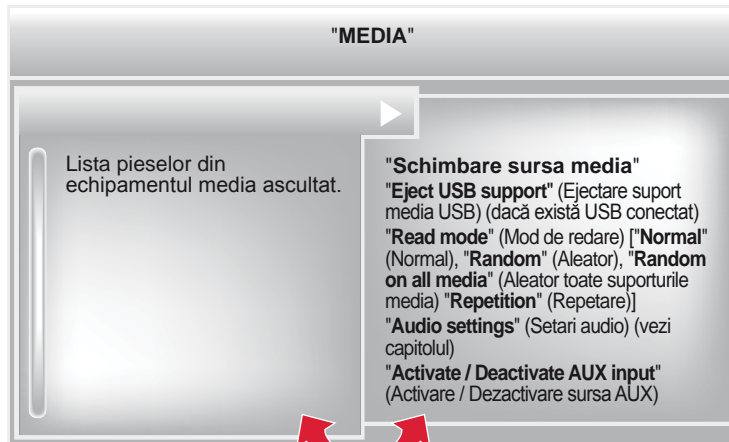 "MEDIA"
Lista pieselor din
echipamentul media ascultat.
"Schimbare sursa media"
"Eject USB support" (Ejectare suport
media USB) (dacă există USB conectat)
"Read mode" (Mod de redare) ["Normal"
(Normal), "Random" (Aleator), "Random
on all media" (Aleator toate suporturile
media) "Repetition" (Repetare)]
"Audio settings" (Setari audio) (vezi
capitolul)
"Activate / Deactivate AUX input"
(Activare / Dezactivare sursa AUX)